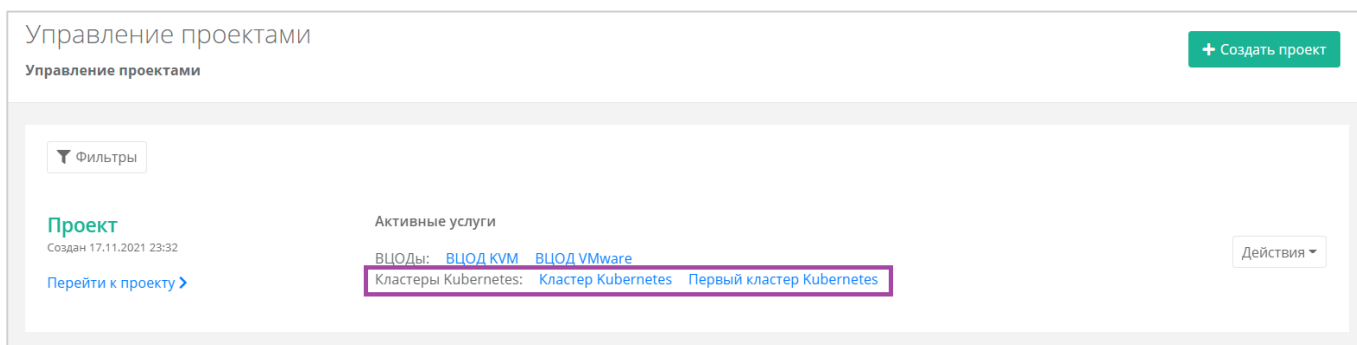 Управление проектами
Создать проект
Управление проектами
Фильтры
Проект
Активные услуги
Создан 17.11.2021 23:32
ВЦОДы: ВЦОД KVM ВЦОД VMware
Действия
Кластеры Kubernetes: Кластер Kubernetes Первый кластер Kubernetes
Перейти к проекту